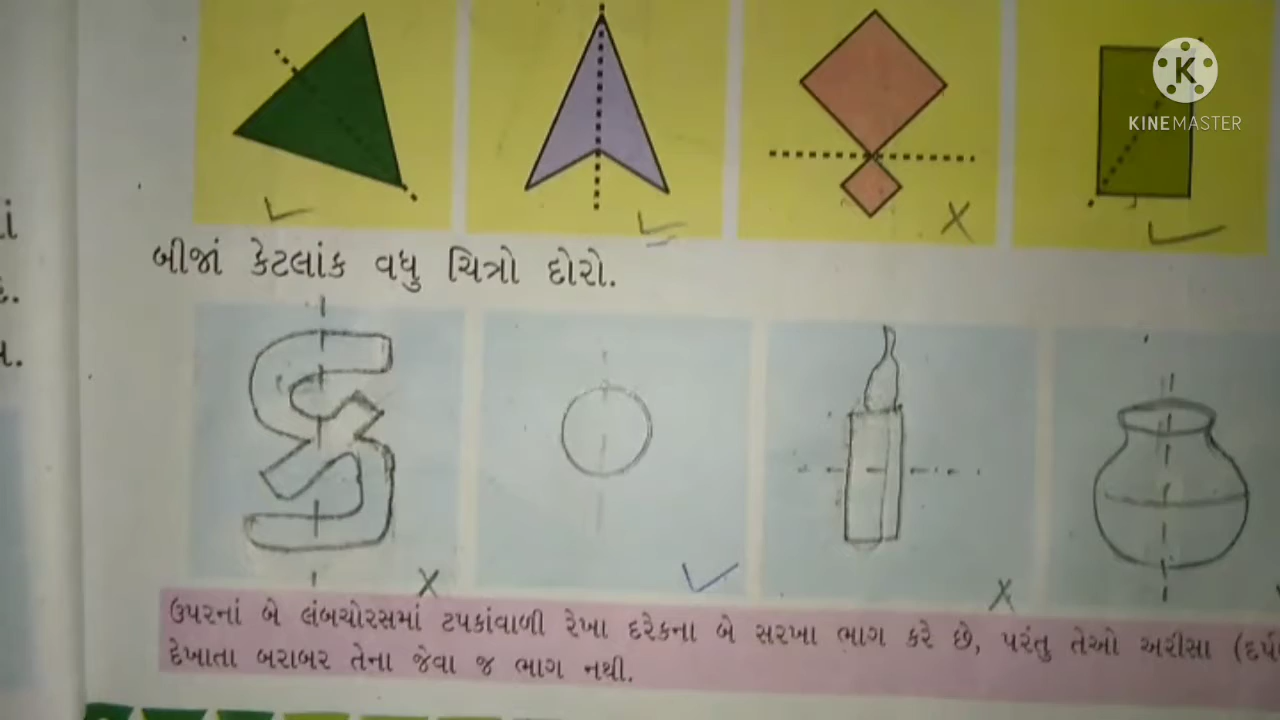 KINEMASTER
બીજાં કેટલાંક વધુ ચિત્રો દોરો.
ઉપરનાં બે લંબચોરસમાં ટપકાંવાળી રેખા દરેકના બે સરખા ભાગ કરે છે, પરંતુ તેઓ અરીસા
દેખાતા બરાબર તેના જેવા જ ભાગ નથી.